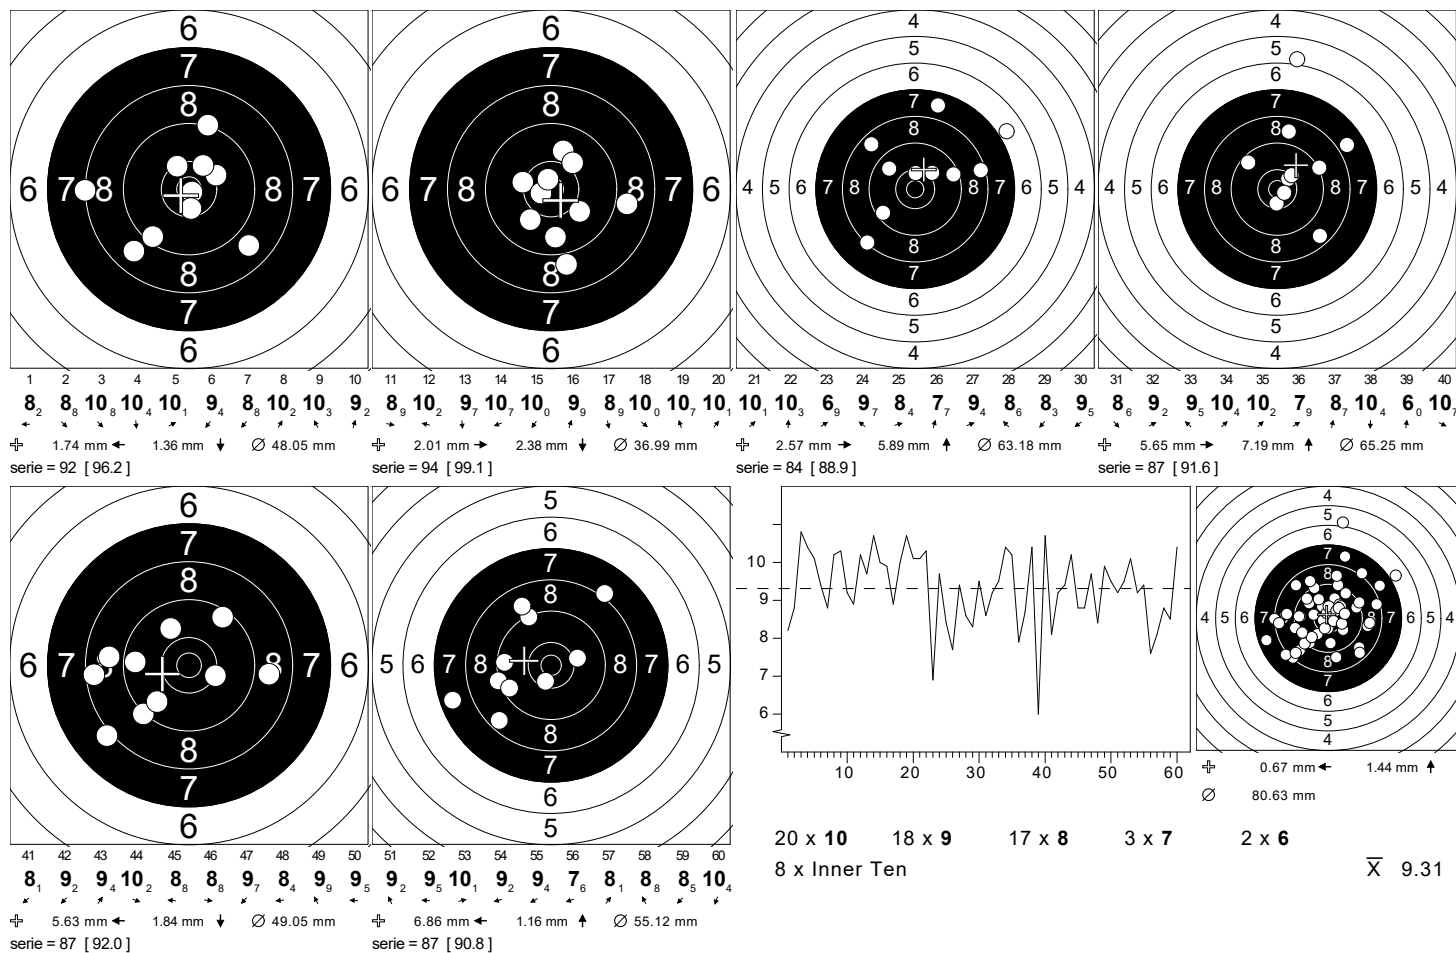 6
7
8
6 7 8 8 7 6
8
7
6
1 2 3 4 5 6 7 8 9 10
8₂ 8₈ 10₈ 10₄ 10₁ 9₄ 8₈ 10₂ 10₃ 9₂
1.74 mm 1.36 mm Ø 48.05 mm
serie = 92 [ 96.2 ]
6
7
8
6 7 8 8 7 6
8
7
6
11 12 13 14 15 16 17 18 19 20
8₉ 10₂ 9₇ 10₇ 10₀ 9₉ 8₉ 10₀ 10₇ 10₁
2.01 mm 2.38 mm Ø 36.99 mm
serie = 94 [ 99.1 ]
4
5
6
7
8
4 5 6 7 8 8 7 6 5 4
8
7
6
5
4
21 22 23 24 25 26 27 28 29 30
10₁ 10₃ 6₉ 9₇ 8₄ 7₇ 9₄ 8₆ 8₃ 9₅
2.57 mm 5.89 mm Ø 63.18 mm
serie = 84 [ 88.9 ]
4
5
6
7
8
4 5 6 7 8 8 7 6 5 4
8
7
6
5
4
31 32 33 34 35 36 37 38 39 40
8₆ 9₂ 9₅ 10₄ 10₂ 7₉ 8₇ 10₄ 6₀ 10₇
5.65 mm 7.19 mm Ø 65.25 mm
serie = 87 [ 91.6 ]
6
7
8
6 7 8 8 7 6
8
7
6
41 42 43 44 45 46 47 48 49 50
8₁ 9₂ 9₄ 10₂ 8₈ 8₈ 9₇ 8₄ 9₉ 9₅
5.63 mm 1.84 mm Ø 49.05 mm
serie = 87 [ 92.0 ]
5
6
7
8
5 6 7 8 8 7 6 5
8
7
6
5
51 52 53 54 55 56 57 58 59 60
9₂ 9₅ 10₁ 9₂ 9₄ 7₆ 8₁ 8₈ 8₅ 10₄
6.86 mm 1.16 mm Ø 55.12 mm
serie = 87 [ 90.8 ]
10
9
8
7
6
10 20 30 40 50 60
4
5
6
7
8
4 5 6 7 8 7 6 5 4
8
7
6
5
4
0.67 mm 1.44 mm
Ø 80.63 mm
20 x 10 18 x 9 17 x 8 3 x 7 2 x 6
8 x Inner Ten X̅ 9.31